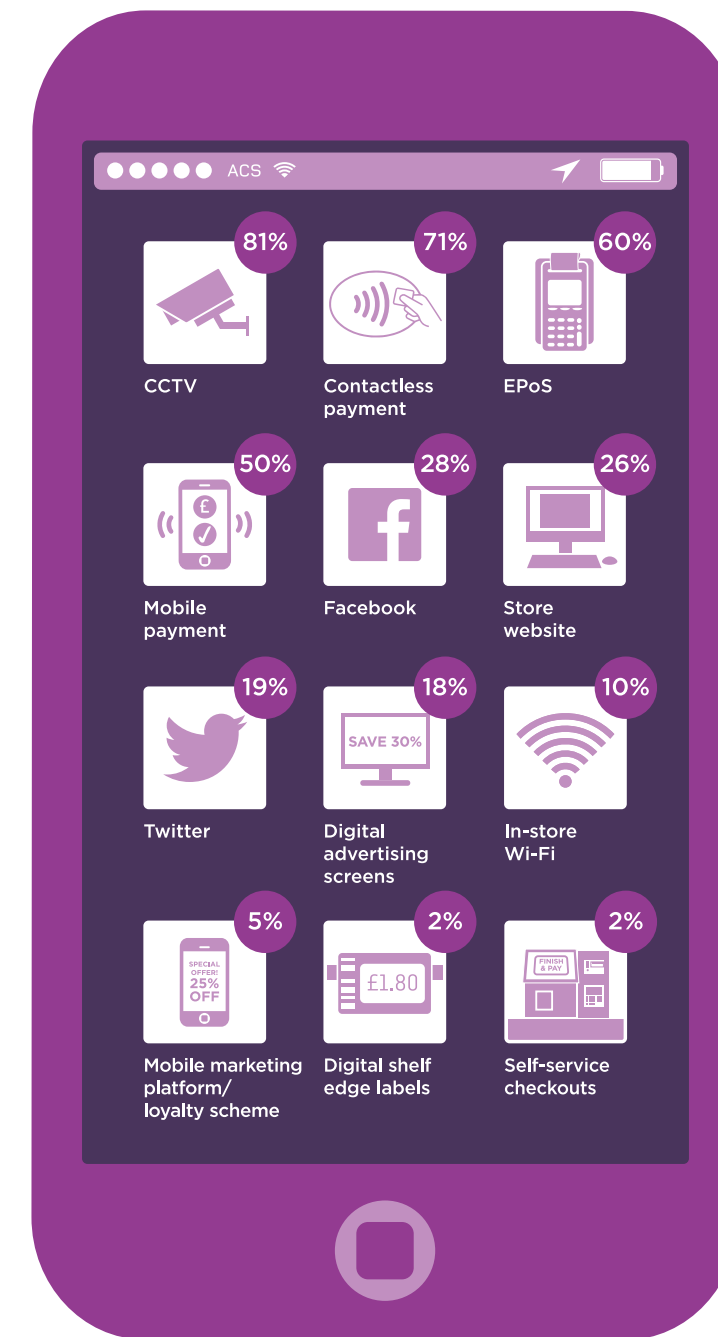 ACS
81%
71%
60%
CCTV
Contactless
payment
EPoS
50%
£
28%
26%
Mobile
payment
Facebook
Store
website
19%
18%
10%
SAVE 30%
Twitter
Digital
advertising
screens
In-store
Wi-Fi
5%
2%
2%
SPECIAL
OFFER!
25%
OFF
£1.80
FINISH
& PAY
Mobile marketing
platform/
loyalty scheme
Digital shelf
edge labels
Self-service
checkouts